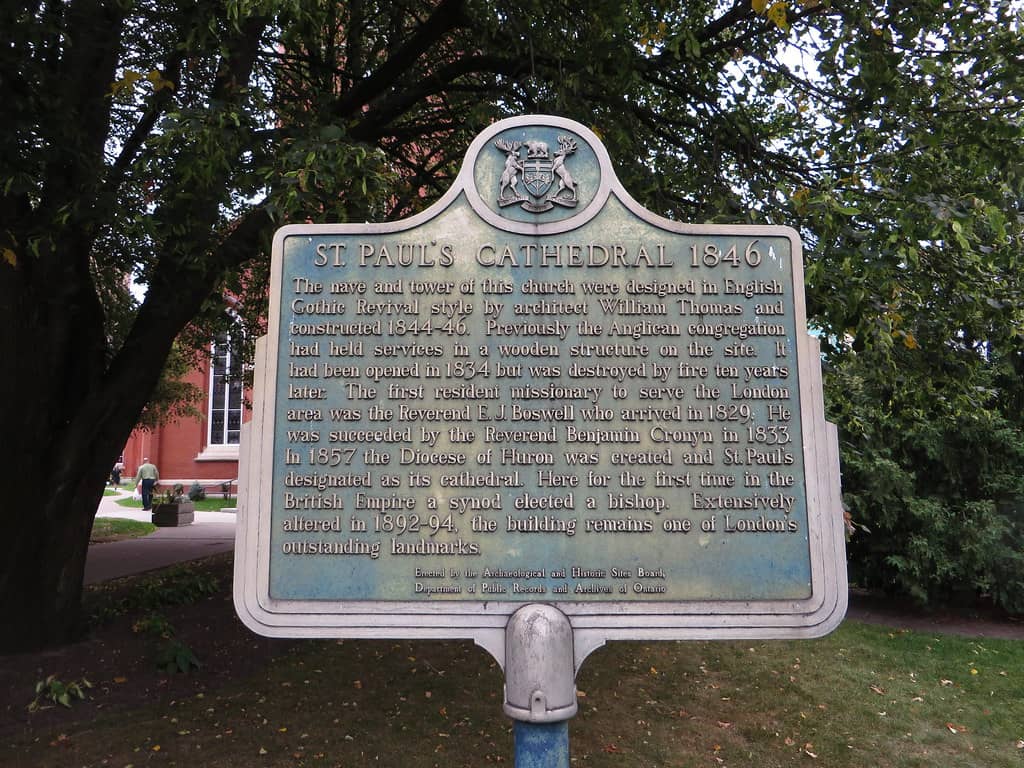 ST. PAUL'S CATHEDRAL 1846
The nave and tower of this church were designed in English
Gothic Revival style by architect William Thomas and
constructed 1844-46. Previously the Anglican congregation
had held services in a wooden structure on the site. It
had been opened in 1834 but was destroyed by fire ten years
later. The first resident missionary to serve the London
area was the Reverend E. J. Boswell who arrived in 1829. He
was succeeded by the Reverend Benjamin Cronyn in 1833.
In 1857 the Diocese of Huron was created and St. Paul's
designated as its cathedral. Here for the first time in the
British Empire a synod elected a bishop. Extensively
altered in 1892-94, the building remains one of London's
outstanding landmarks.
Erected by the Archaeological and Historic Sites Board,
Department of Public Records and Archives of Ontario